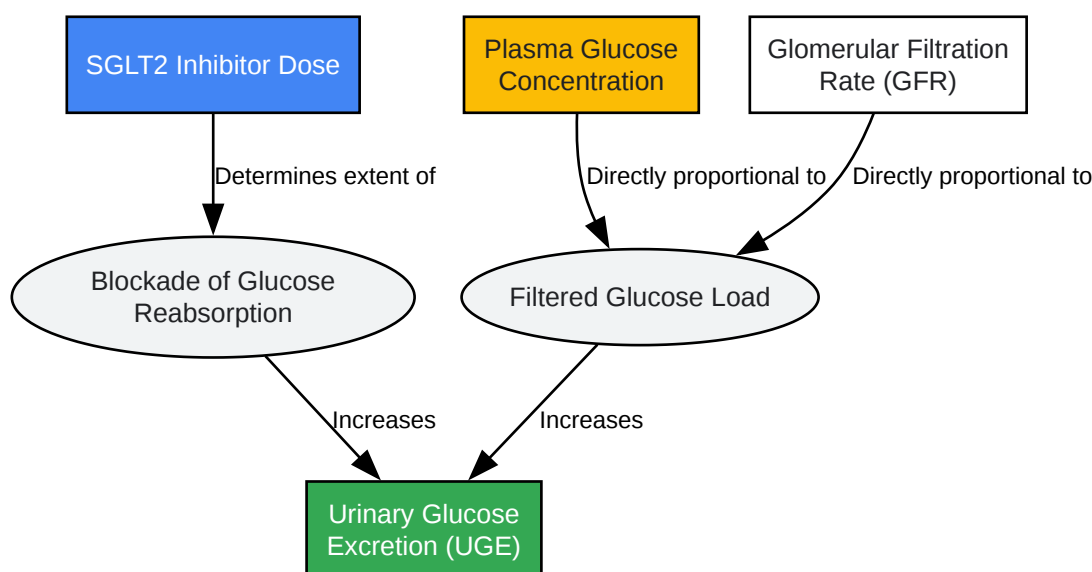 SGLT2 Inhibitor Dose
Plasma Glucose
Concentration
Glomerular Filtration
Rate (GFR)
Determines extent of
Directly proportional to
Directly proportional to
Blockade of Glucose
Reabsorption
Filtered Glucose Load
Increases
Increases
Urinary Glucose
Excretion (UGE)